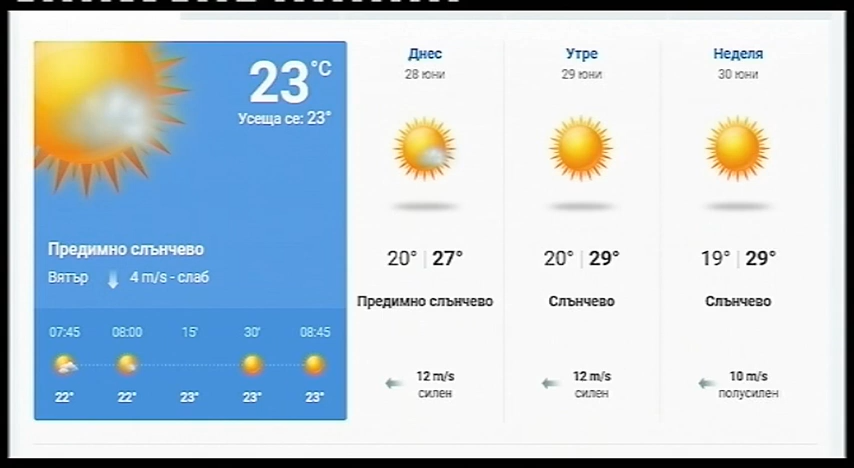 23°C
Усеща се: 23°
Предимно слънчево
Вятър 4 m/s - слаб
07:45 08:00 15' 30' 08:45
22° 22° 23° 23° 23°
Днес
28 юни
20° | 27°
Предимно слънчево
12 m/s
силен
Утре
29 юни
20° | 29°
Слънчево
12 m/s
силен
Неделя
30 юни
19° | 29°
Слънчево
10 m/s
полусилен